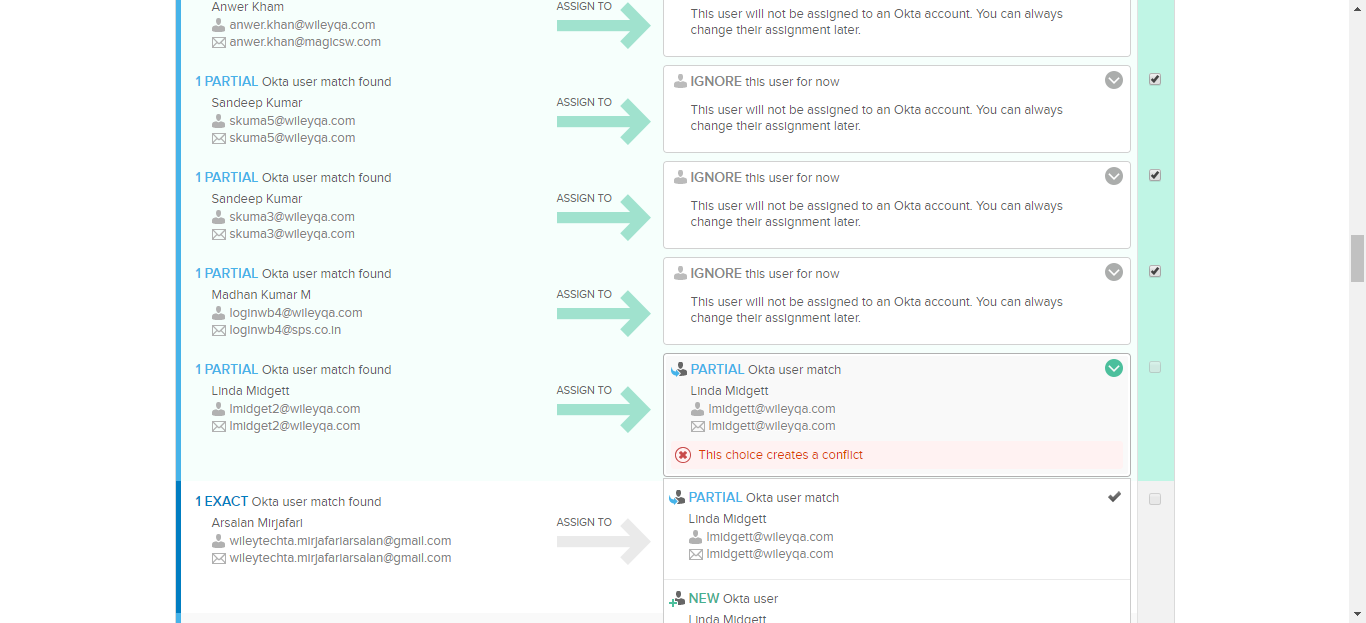 Anwer Kham
anwer.khan@wileyqa.com
anwer.khan@magicsw.com
ASSIGN TO
This user will not be assigned to an Okta account. You can always
change their assignment later.
1 PARTIAL Okta user match found
Sandeep Kumar
skuma5@wileyqa.com
skuma5@wileyqa.com
ASSIGN TO
IGNORE this user for now
This user will not be assigned to an Okta account. You can always
change their assignment later.
1 PARTIAL Okta user match found
Sandeep Kumar
skuma3@wileyqa.com
skuma3@wileyqa.com
ASSIGN TO
IGNORE this user for now
This user will not be assigned to an Okta account. You can always
change their assignment later.
1 PARTIAL Okta user match found
Madhan Kumar M
loginwb4@wileyqa.com
loginwb4@sps.co.in
ASSIGN TO
IGNORE this user for now
This user will not be assigned to an Okta account. You can always
change their assignment later.
1 PARTIAL Okta user match found
Linda Midgett
lmidget2@wileyqa.com
lmidget2@wileyqa.com
ASSIGN TO
PARTIAL Okta user match
Linda Midgett
lmidgett@wileyqa.com
lmidgett@wileyqa.com
This choice creates a conflict
1 EXACT Okta user match found
Arsalan Mirjafari
wileytechta.mirjafariarsalan@gmail.com
wileytechta.mirjafariarsalan@gmail.com
ASSIGN TO
PARTIAL Okta user match
Linda Midgett
lmidgett@wileyqa.com
lmidgett@wileyqa.com
NEW Okta user
Linda Midgett